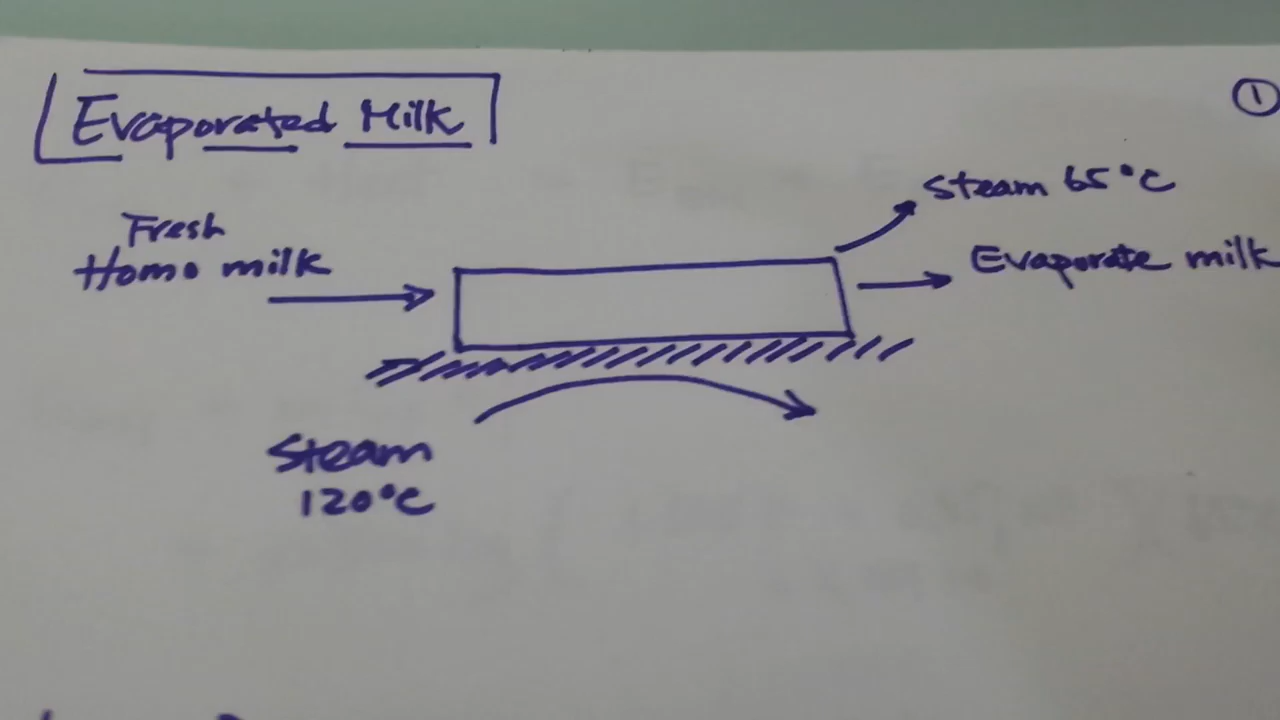 Evaporated Milk
①
Steam 65°C
Fresh
Homo milk
Evaporate milk
Steam
120°C